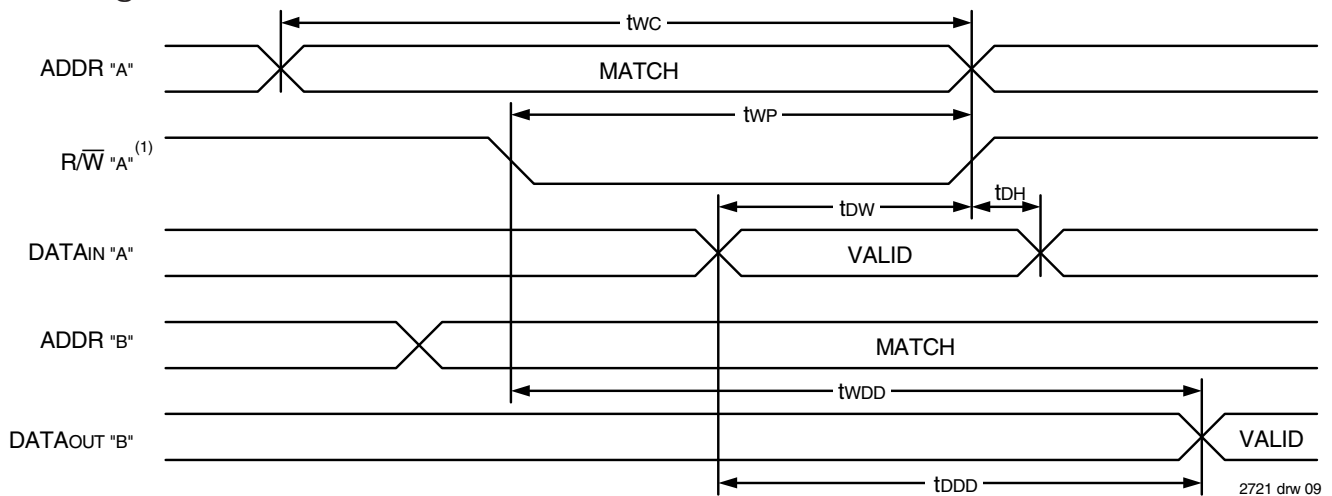 tWC
ADDR "A"
MATCH
tWP
R/W̅ "A"(1)
tDW
tDH
DATAIN "A"
VALID
ADDR "B"
MATCH
tWDD
DATAOUT "B"
VALID
tDDD
2721 drw 09